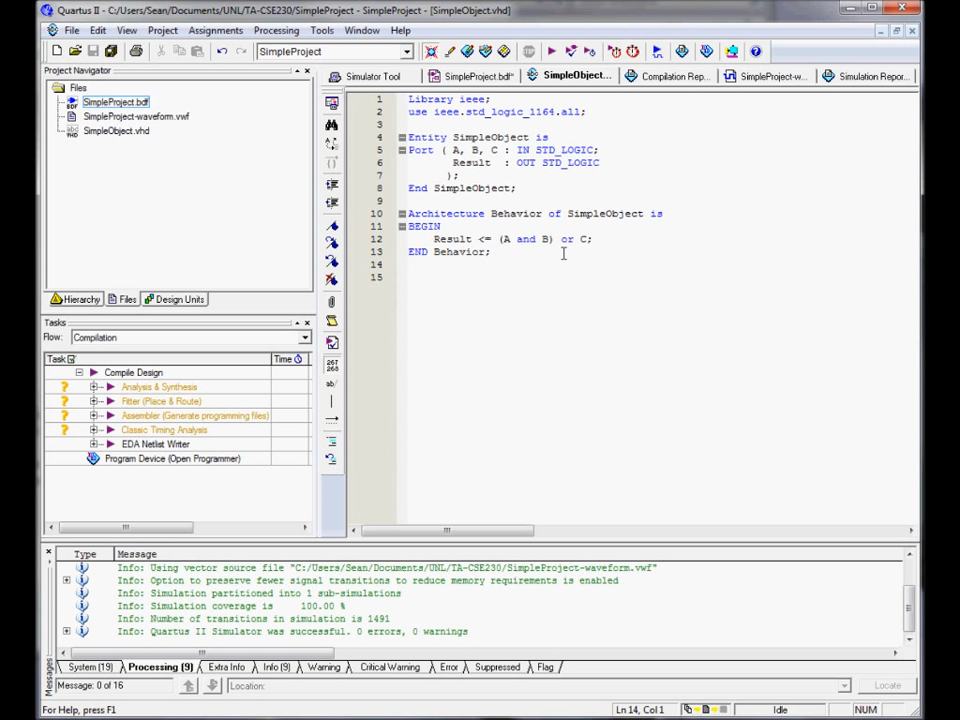 Quartus II - C:/Users/Sean/Documents/UNL/TA-CSE230/SimpleProject - SimpleProject - [SimpleObject.vhd]
File Edit View Project Assignments Processing Tools Window Help
SimpleProject
Project Navigator
Simulator Tool SimpleProject.bdf* SimpleObject... Compilation Rep... SimpleProject-w... Simulation Repor...
Files
SimpleProject.bdf
SimpleProject-waveform.vwf
SimpleObject.vhd
Hierarchy Files Design Units
1 Library ieee;
2 use ieee.std_logic_1164.all;
3
4 Entity SimpleObject is
5 Port ( A, B, C : IN STD_LOGIC;
6 Result : OUT STD_LOGIC
7 );
8 End SimpleObject;
9
10 Architecture Behavior of SimpleObject is
11 BEGIN
12 Result <= (A and B) or C;
13 END Behavior;
14
15
267
268
ab/
Tasks
Flow: Compilation
Task Time
Compile Design
Analysis & Synthesis
Fitter (Place & Route)
Assembler (Generate programming files)
Classic Timing Analysis
EDA Netlist Writer
Program Device (Open Programmer)
Type Message
Info: Using vector source file "C:/Users/Sean/Documents/UNL/TA-CSE230/SimpleProject-waveform.vwf"
Info: Option to preserve fewer signal transitions to reduce memory requirements is enabled
Info: Simulation partitioned into 1 sub-simulations
Info: Simulation coverage is 100.00 %
Info: Number of transitions in simulation is 1491
Info: Quartus II Simulator was successful. 0 errors, 0 warnings
System (19) Processing (9) Extra Info Info (9) Warning Critical Warning Error Suppressed Flag
Messages
Message: 0 of 16 Location: Locate
For Help, press F1 Ln 14, Col 1 Idle NUM